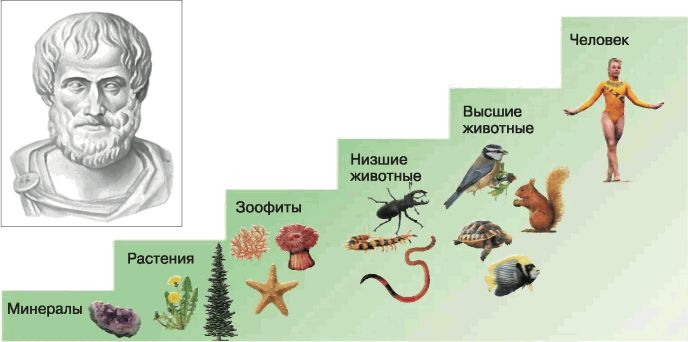 Минералы
Растения
Зоофиты
Низшие
животные
Высшие
животные
Человек